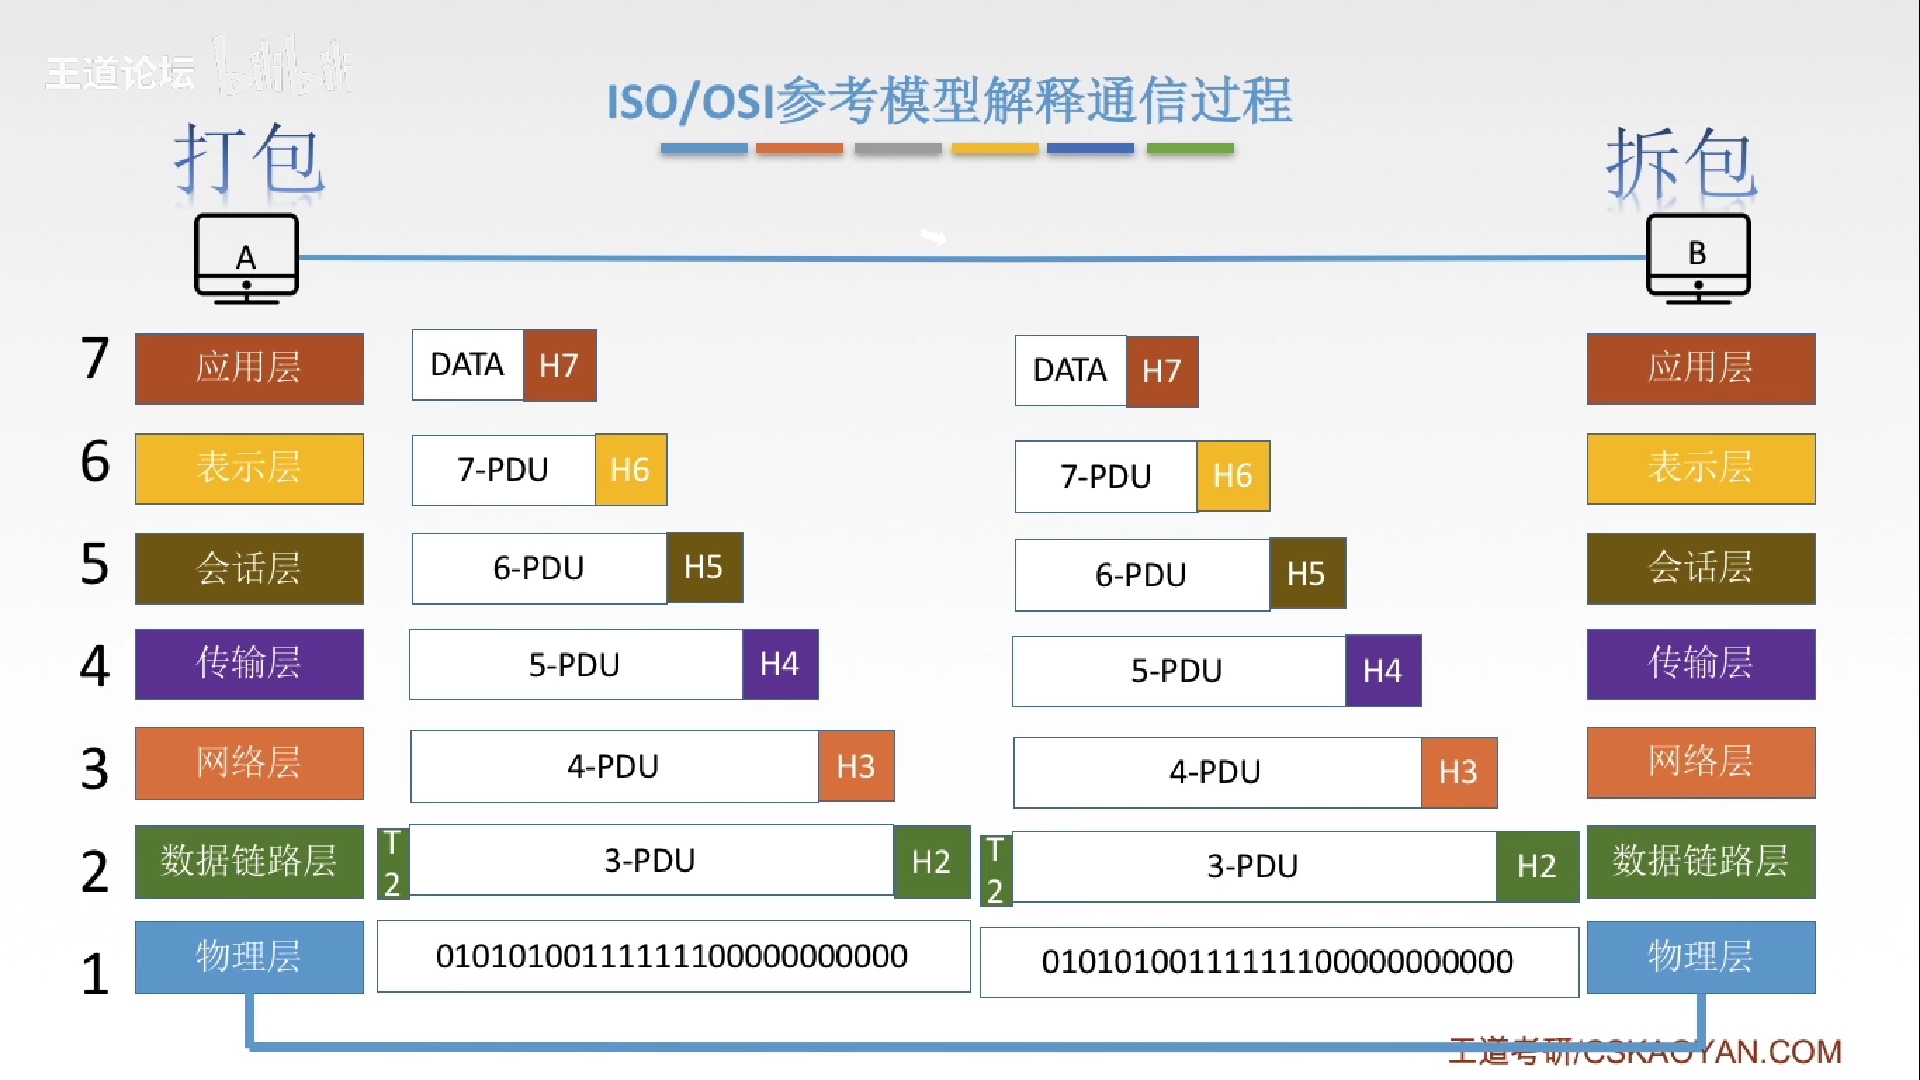 王道论坛 bilibili
ISO/OSI参考模型解释通信过程
打包
拆包
A
B
7 应用层 DATA H7 DATA H7 应用层
6 表示层 7-PDU H6 7-PDU H6 表示层
5 会话层 6-PDU H5 6-PDU H5 会话层
4 传输层 5-PDU H4 5-PDU H4 传输层
3 网络层 4-PDU H3 4-PDU H3 网络层
2 数据链路层 T2 3-PDU H2 T2 3-PDU H2 数据链路层
1 物理层 010101001111111100000000000 010101001111111100000000000 物理层
王道考研/CSKAOYAN.COM